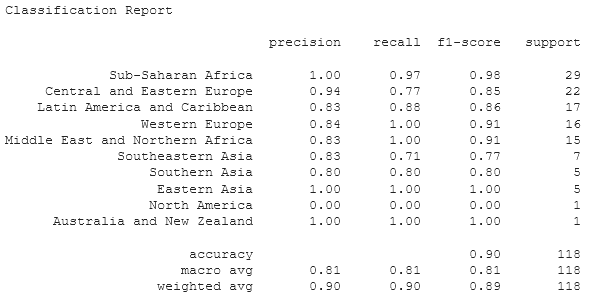 Classification Report
precision recall f1-score support
Sub-Saharan Africa 1.00 0.97 0.98 29
Central and Eastern Europe 0.94 0.77 0.85 22
Latin America and Caribbean 0.83 0.88 0.86 17
Western Europe 0.84 1.00 0.91 16
Middle East and Northern Africa 0.83 1.00 0.91 15
Southeastern Asia 0.83 0.71 0.77 7
Southern Asia 0.80 0.80 0.80 5
Eastern Asia 1.00 1.00 1.00 5
North America 0.00 0.00 0.00 1
Australia and New Zealand 1.00 1.00 1.00 1
accuracy 0.90 118
macro avg 0.81 0.81 0.81 118
weighted avg 0.90 0.90 0.89 118